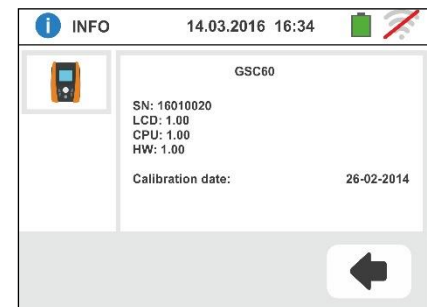 INFO 14.03.2016 16:34
GSC60
SN: 16010020
LCD: 1.00
CPU: 1.00
HW: 1.00
Calibration date: 26-02-2014